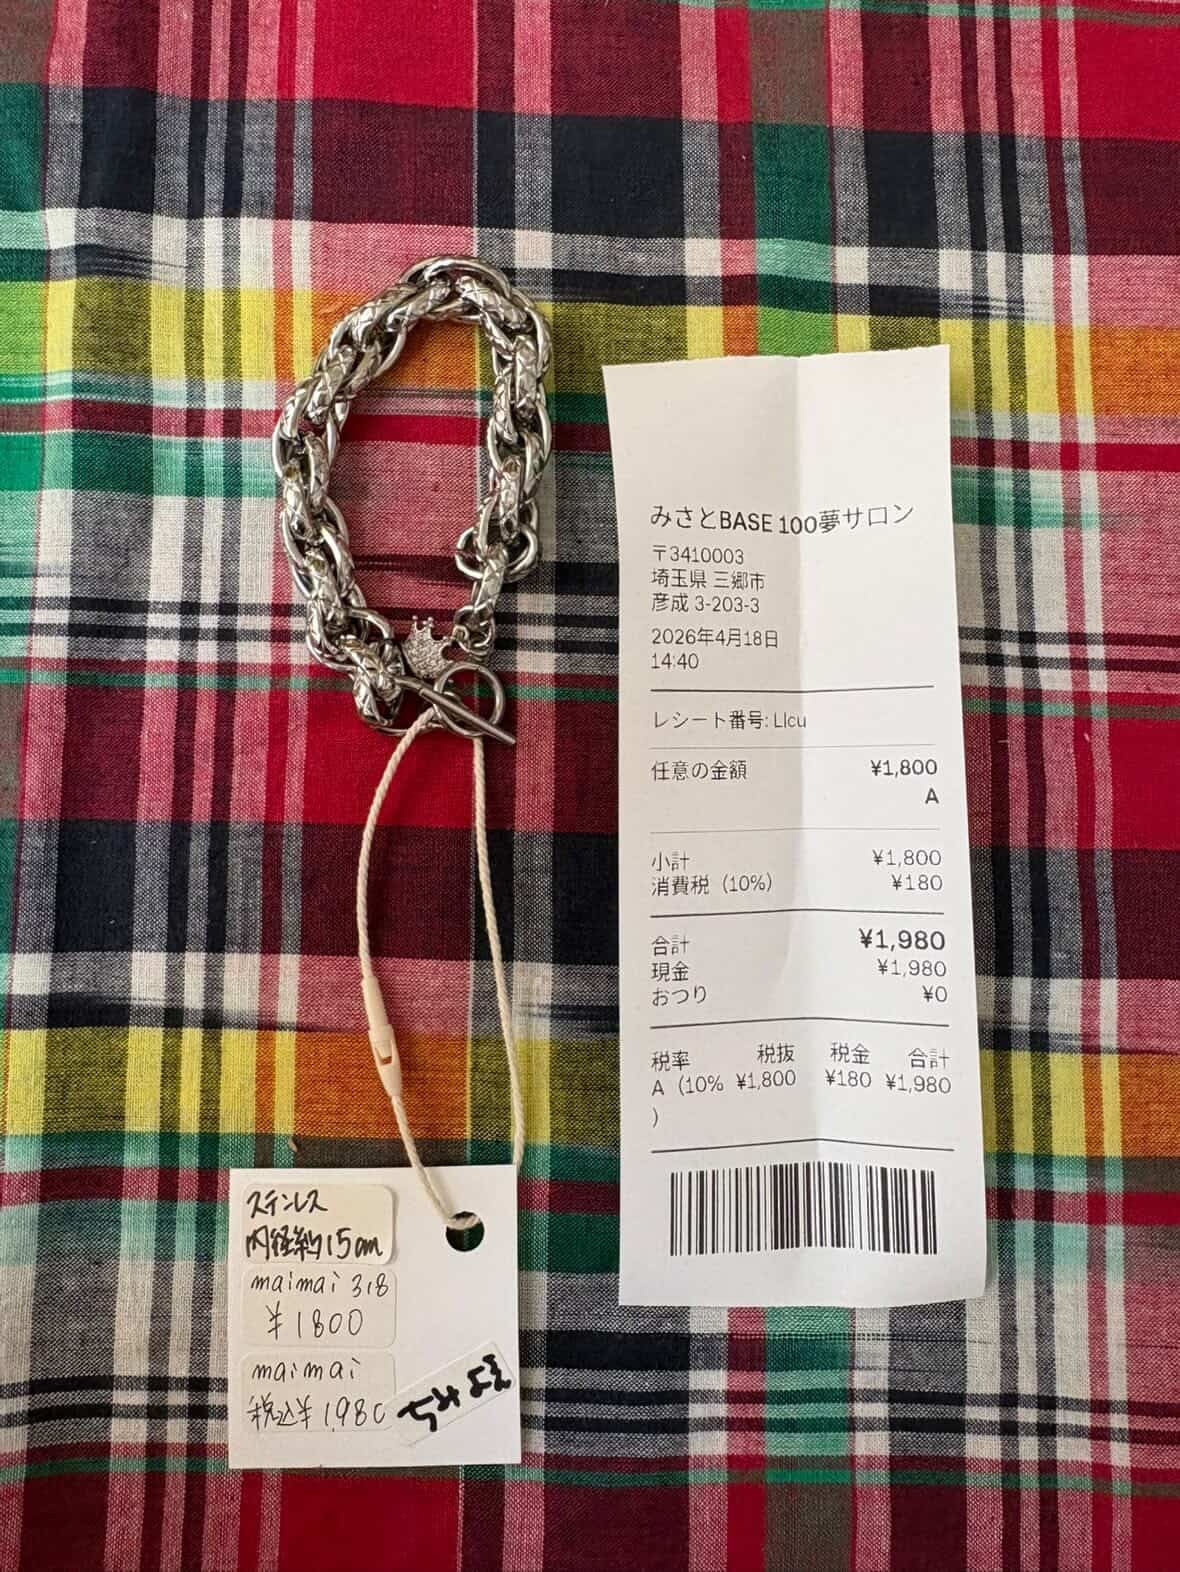 みさとBASE 100夢サロン
〒3410003
埼玉県 三郷市
彦成 3-203-3
2026年4月18日
14:40
レシート番号: LIcu
任意の金額 ¥1,800
A
小計 ¥1,800
消費税 (10%) ¥180
合計 ¥1,980
現金 ¥1,980
おつり ¥0
税率 税抜 税金 合計
A (10% ¥1,800 ¥180 ¥1,980
)
ステンレス
内径約15cm
maimai 318
¥1800
maimai
税込¥1,980